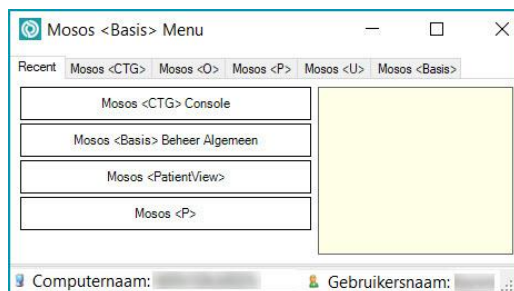 Mosos <Basis> Menu
Recent Mosos <CTG> Mosos <O> Mosos <P> Mosos <U> Mosos <Basis>
Mosos <CTG> Console
Mosos <Basis> Beheer Algemeen
Mosos <PatientView>
Mosos <P>
Computernaam: Gebruikersnaam: